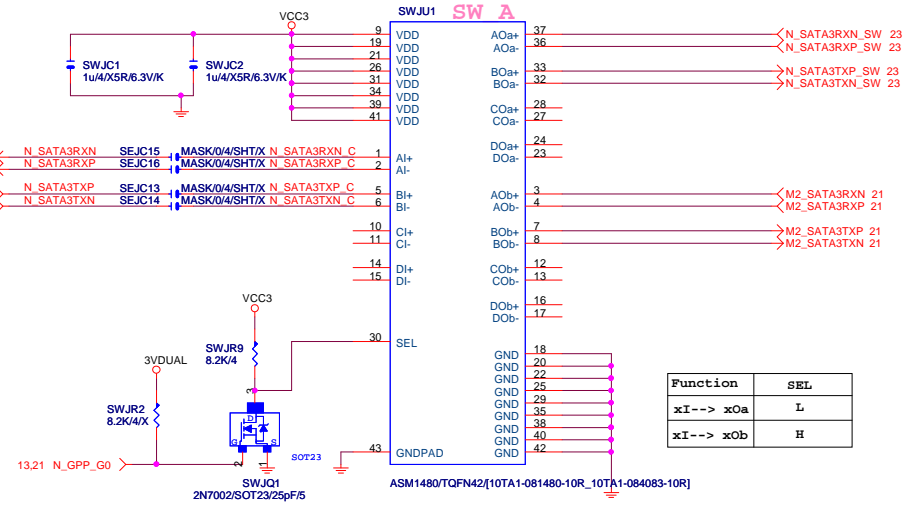 SWJU1 SW A
VCC3
9 VDD
19 VDD
21 VDD
26 VDD
31 VDD
34 VDD
39 VDD
41 VDD
SWJC1
1u/4/X5R/6.3V/K
SWJC2
1u/4/X5R/6.3V/K
AOa+ 37 N_SATA3RXN_SW 23
AOa- 36 N_SATA3RXP_SW 23
BOa+ 33 N_SATA3TXP_SW 23
BOa- 32 N_SATA3TXN_SW 23
COa+ 28
COa- 27
DOa+ 24
DOa- 23
N_SATA3RXN SEJC15 MASK/0/4/SHT/X N_SATA3RXN_C 1 AI+
N_SATA3RXP SEJC16 MASK/0/4/SHT/X N_SATA3RXP_C 2 AI-
N_SATA3TXP SEJC13 MASK/0/4/SHT/X N_SATA3TXP_C 5 BI+
N_SATA3TXN SEJC14 MASK/0/4/SHT/X N_SATA3TXN_C 6 BI-
10 CI+
11 CI-
14 DI+
15 DI-
AOb+ 3 M2_SATA3RXN 21
AOb- 4 M2_SATA3RXP 21
BOb+ 7 M2_SATA3TXP 21
BOb- 8 M2_SATA3TXN 21
COb+ 12
COb- 13
DOb+ 16
DOb- 17
VCC3
SWJR9
8.2K/4
30 SEL
3VDUAL
SWJR2
8.2K/4/X
3
D
G
S
2
1
SOT23
13,21 N_GPP_G0
SWJQ1
2N7002/SOT23/25pF/5
43 GNDPAD
GND 18
GND 20
GND 22
GND 25
GND 29
GND 35
GND 38
GND 40
GND 42
ASM1480/TQFN42/[10TA1-081480-10R_10TA1-084083-10R]
Function SEL
xI--> xOa L
xI--> xOb H